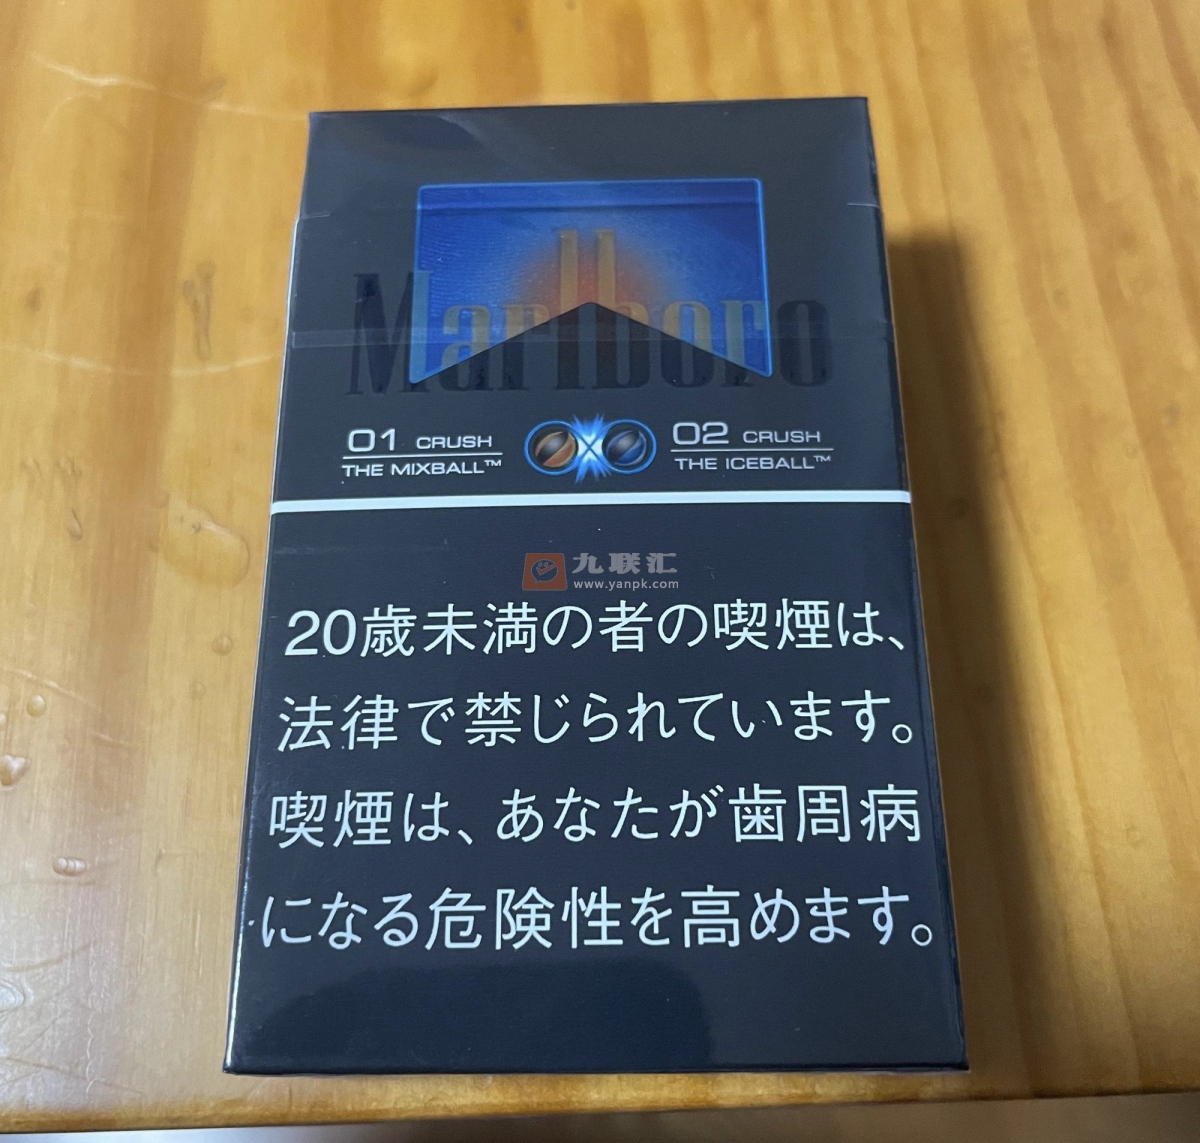 Marlboro
01 CRUSH
THE MIXBALL™
02 CRUSH
THE ICEBALL™
九联汇
www.yanpk.com
20歳未満の者の喫煙は、
法律で禁じられています。
喫煙は、あなたが歯周病
になる危険性を高めます。